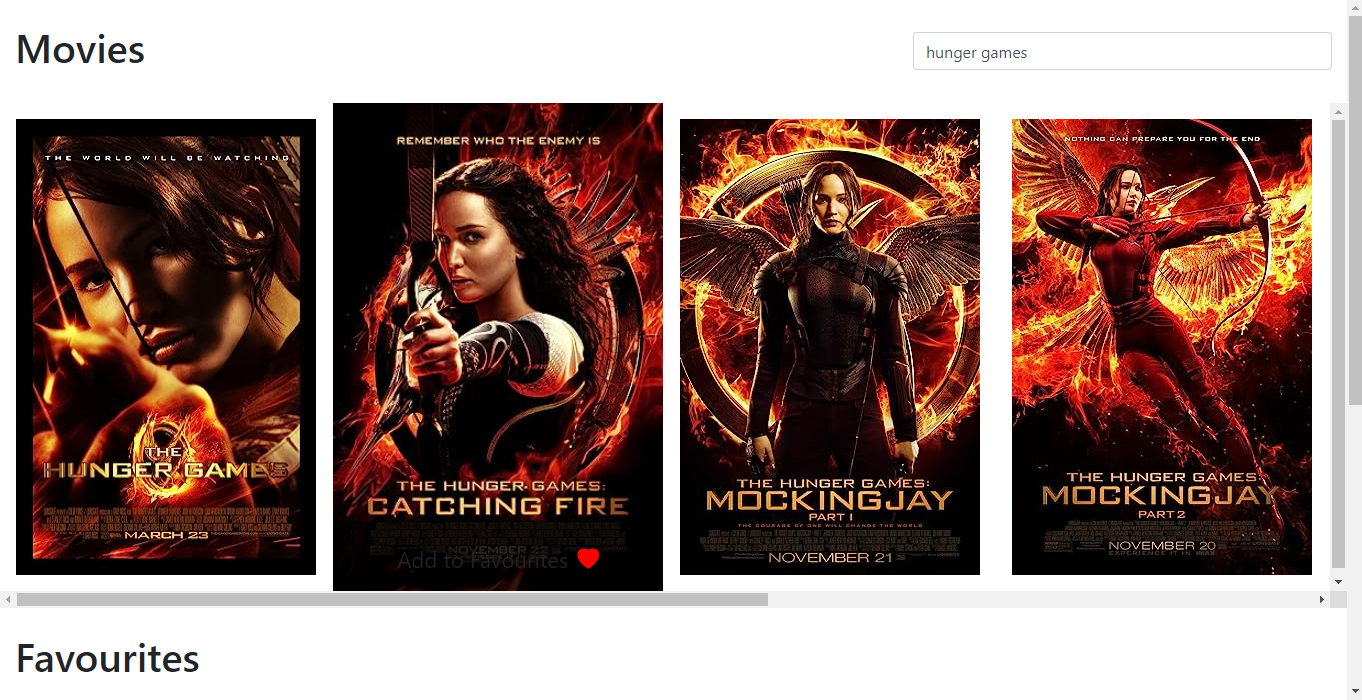 Movies
hunger games
THE WORLD WILL BE WATCHING
THE
HUNGER GAMES
MARCH 23
REMEMBER WHO THE ENEMY IS
THE HUNGER GAMES:
CATCHING FIRE
NOVEMBER 22
Add to Favourites
THE HUNGER GAMES:
MOCKINGJAY
PART 1
THE COURAGE OF ONE WILL CHANGE THE WORLD
NOVEMBER 21
NOTHING CAN PREPARE YOU FOR THE END
THE HUNGER GAMES:
MOCKINGJAY
PART 2
NOVEMBER 20
EXPERIENCE IT IN IMAX
Favourites